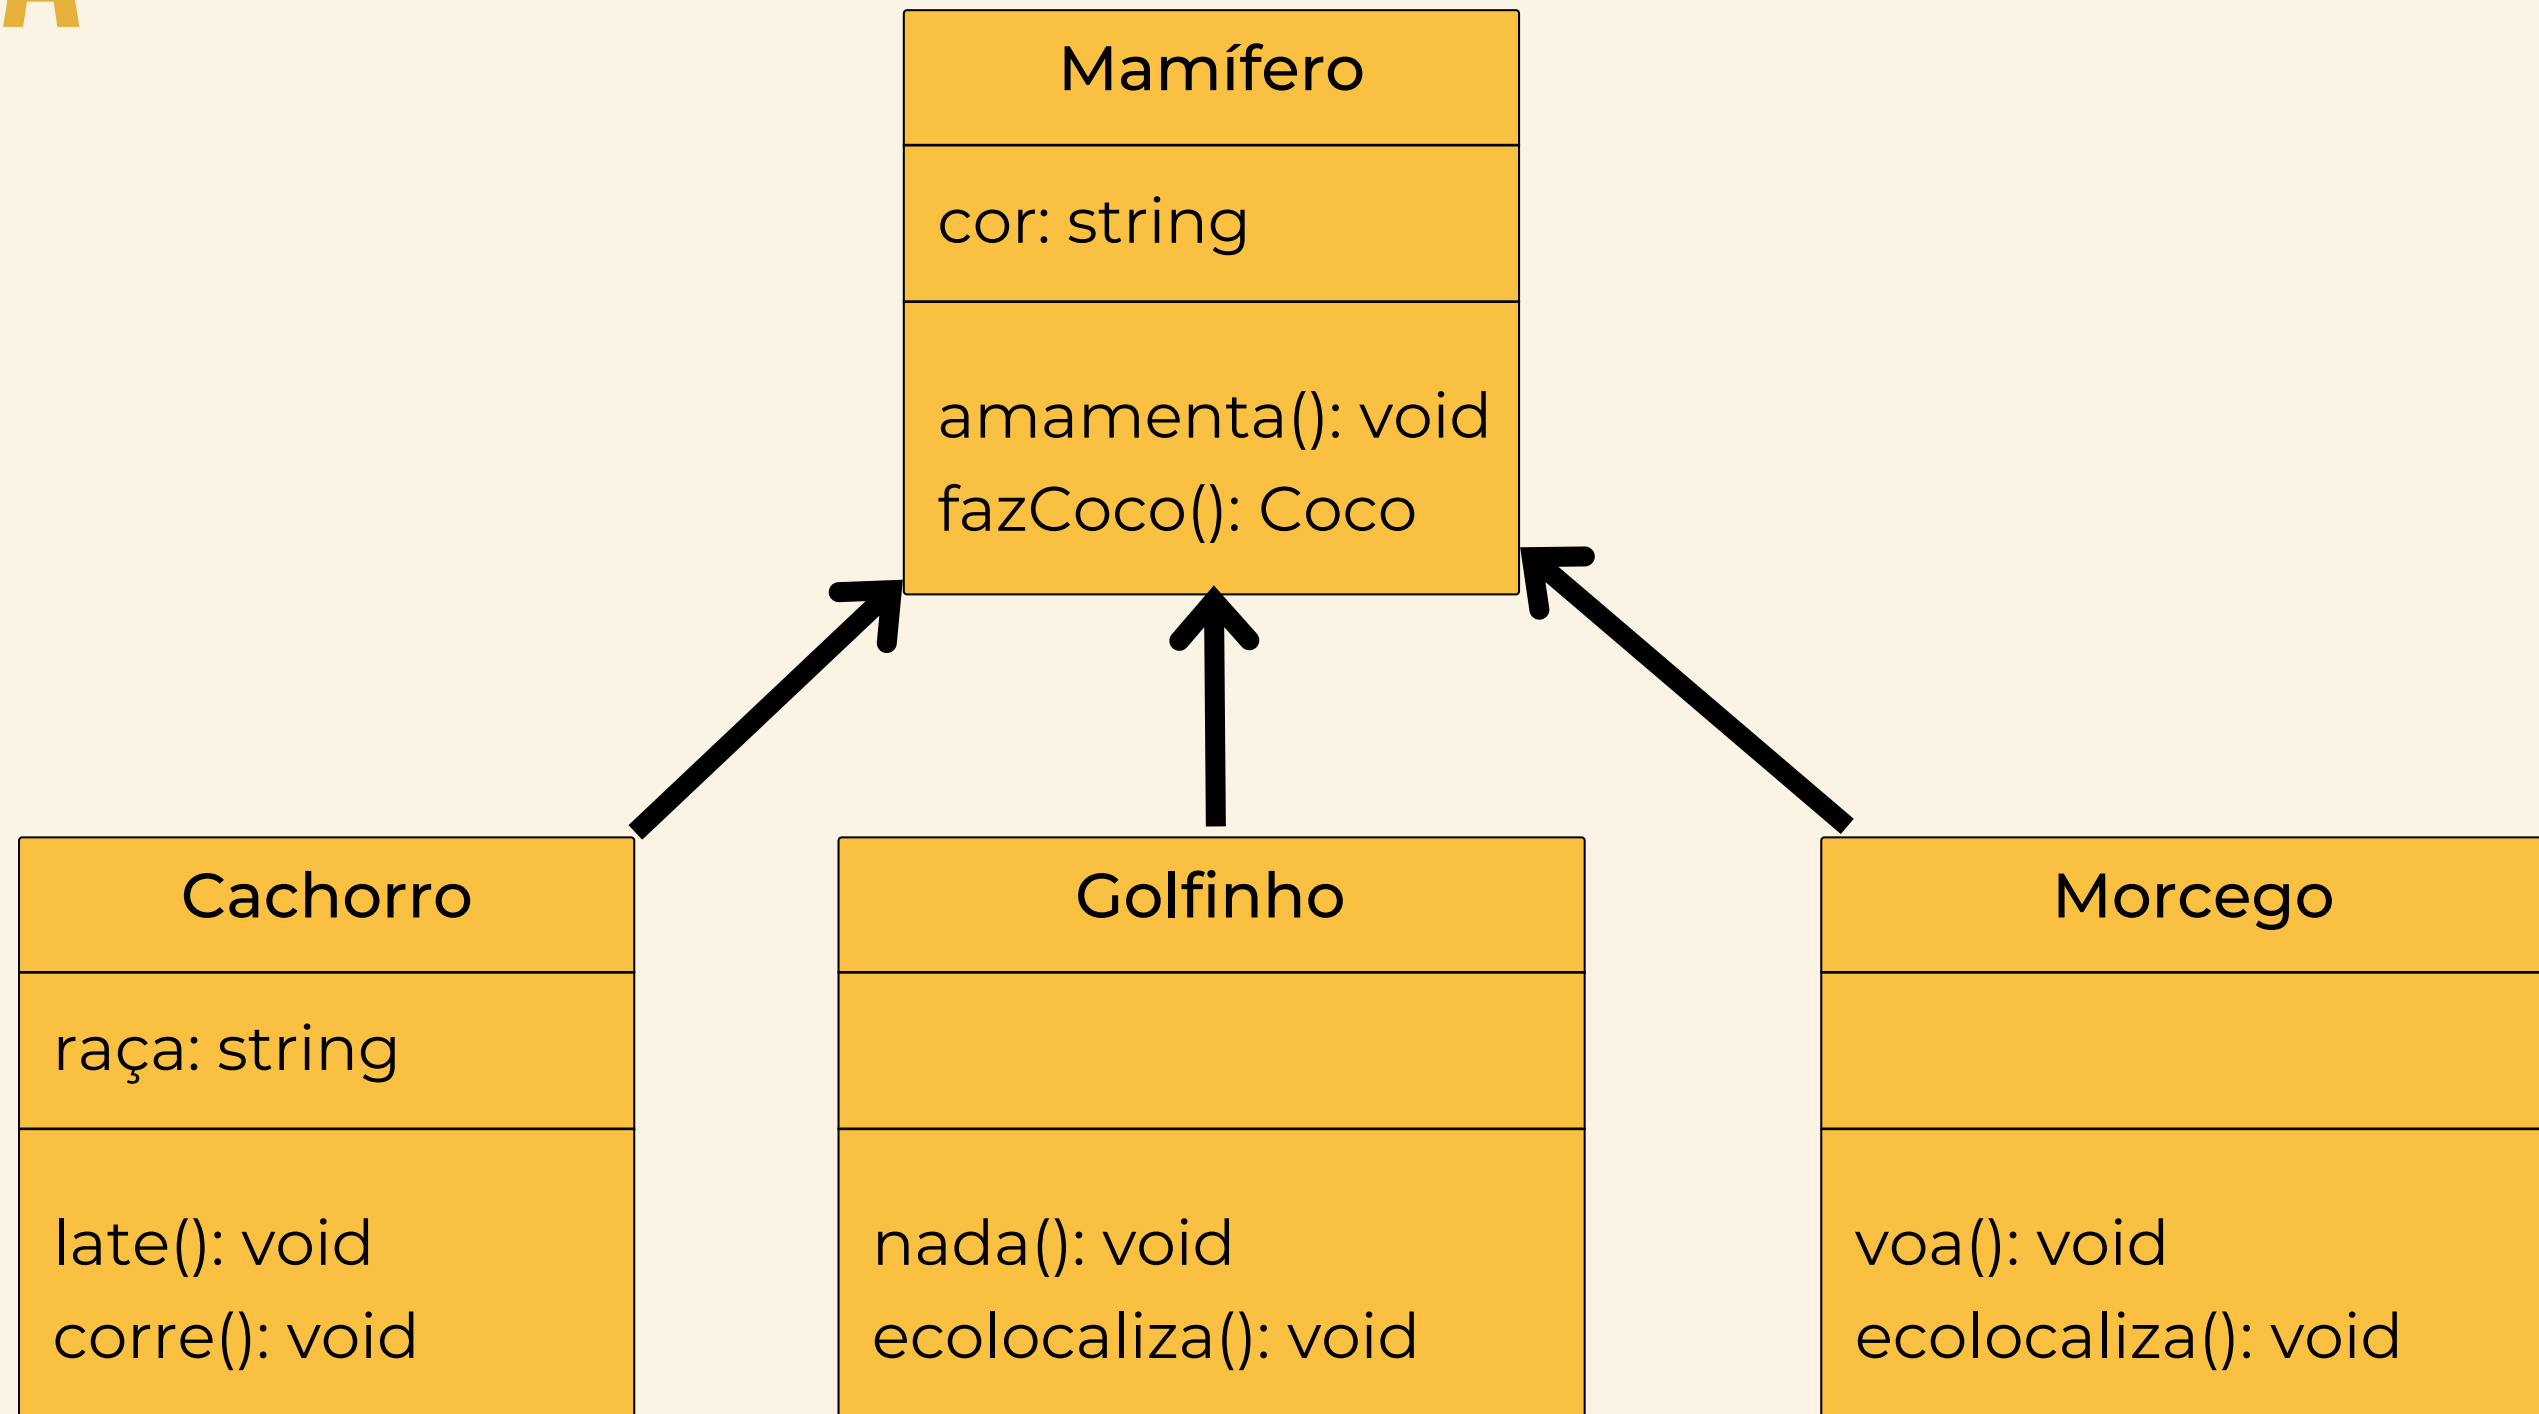 A
Mamífero
cor: string
amamenta(): void
fazCoco(): Coco
Cachorro
raça: string
late(): void
corre(): void
Golfinho
nada(): void
ecolocaliza(): void
Morcego
voa(): void
ecolocaliza(): void